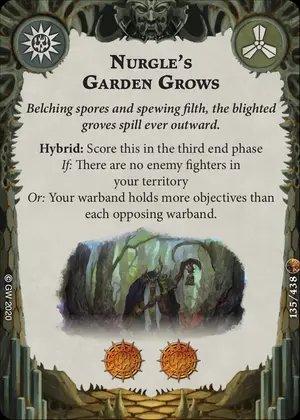 Nurgle's
Garden Grows
Belching spores and spewing filth, the blighted
groves spill ever outward.
Hybrid: Score this in the third end phase
If: There are no enemy fighters in
your territory
Or: Your warband holds more objectives than
each opposing warband.
© GW 2020
135/438